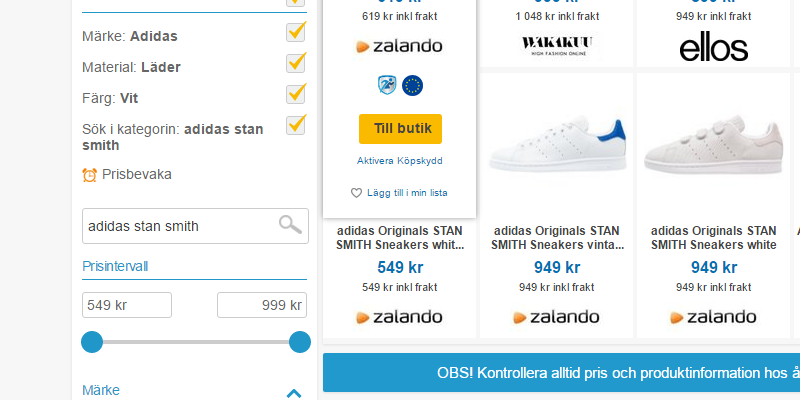 Märke: Adidas
Material: Läder
Färg: Vit
Sök i kategorin: adidas stan
smith
Prisbevaka
adidas stan smith
Prisintervall
549 kr
999 kr
Märke
619 kr inkl frakt
zalando
Till butik
Aktivera Köpskydd
Lägg till i min lista
1 048 kr inkl frakt
WAKAKUU
HIGH FASHION ONLINE
949 kr inkl frakt
ellos
adidas Originals STAN
SMITH Sneakers whit...
549 kr
549 kr inkl frakt
zalando
adidas Originals STAN
SMITH Sneakers vinta...
949 kr
949 kr inkl frakt
zalando
adidas Originals STAN
SMITH Sneakers white
949 kr
949 kr inkl frakt
zalando
OBS! Kontrollera alltid pris och produktinformation hos å